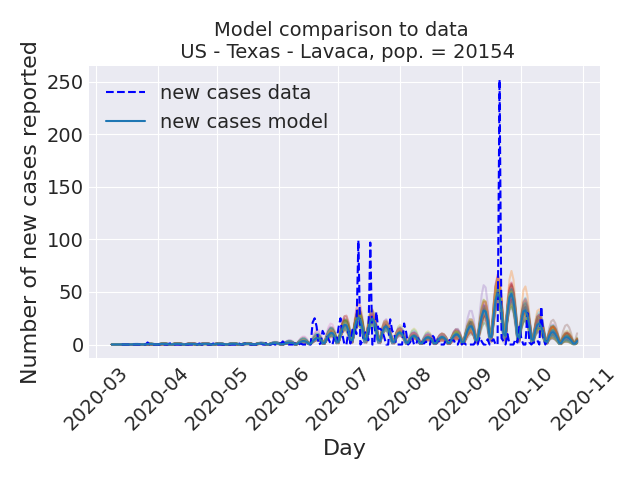 Model comparison to data
US - Texas - Lavaca, pop. = 20154
Number of new cases reported
250
200
150
100
50
0
new cases data
new cases model
2020-03
2020-04
2020-05
2020-06
2020-07
2020-08
2020-09
2020-10
2020-11
Day